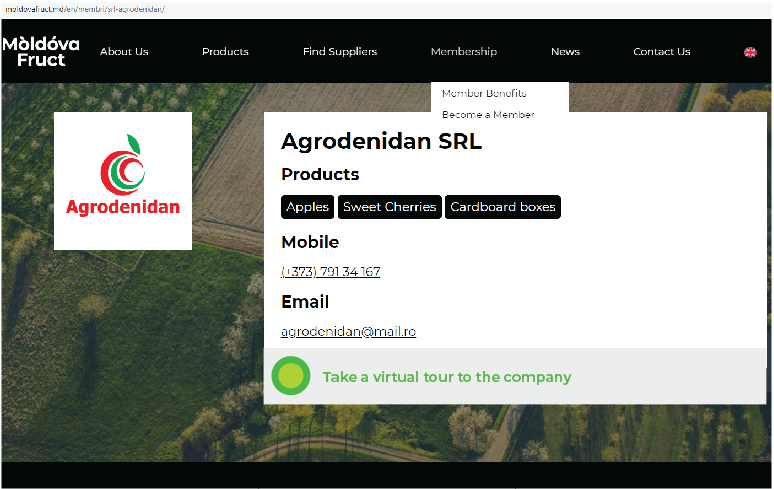 moldovafruct.md/en/membri/srl-agrodenidan/
Mòldóva
Fruct
About Us
Products
Find Suppliers
Membership
News
Contact Us
Member Benefits
Become a Member
Agrodenidan
Agrodenidan SRL
Products
Apples Sweet Cherries Cardboard boxes
Mobile
(+373) 791 34 167
Email
agrodenidan@mail.ro
Take a virtual tour to the company